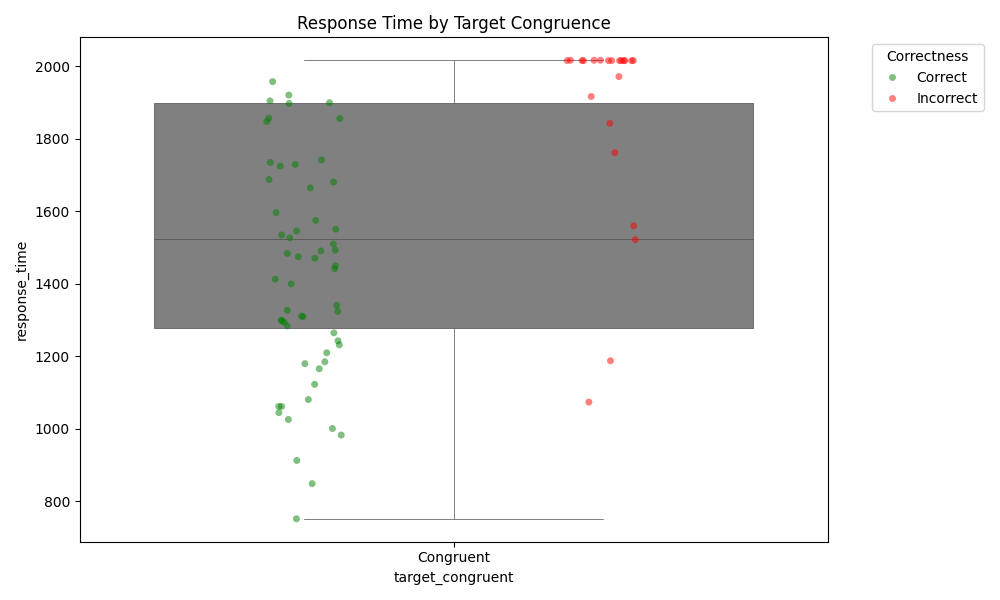 Response Time by Target Congruence
Correctness
Correct
Incorrect
2000
1800
1600
1400
1200
1000
800
response_time
Congruent
target_congruent